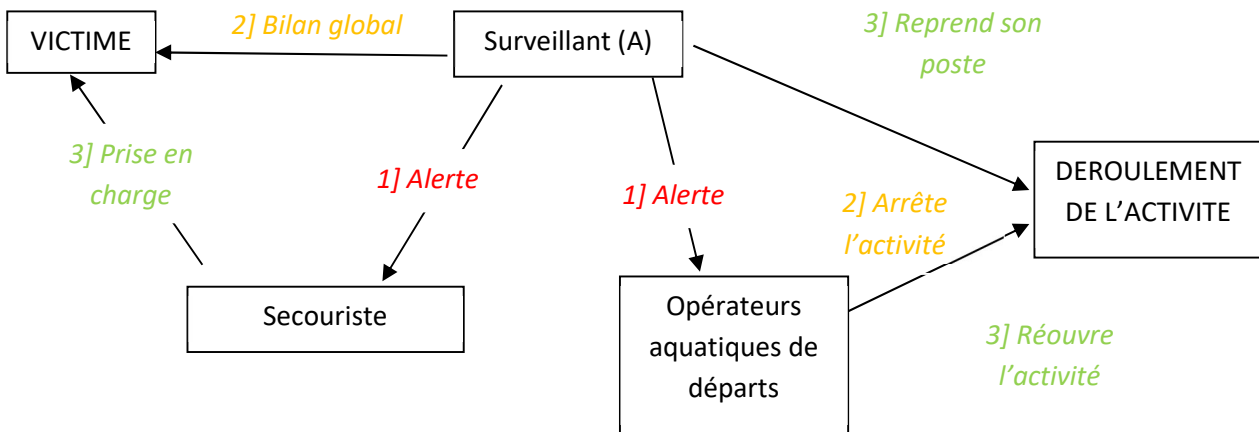 2] Bilan global
VICTIME
Surveillant (A)
3] Reprend son
poste
3] Prise en
charge
1] Alerte
1] Alerte
2] Arrête
l’activité
DEROULEMENT
DE L’ACTIVITE
Secouriste
Opérateurs
aquatiques de
départs
3] Réouvre
l’activité